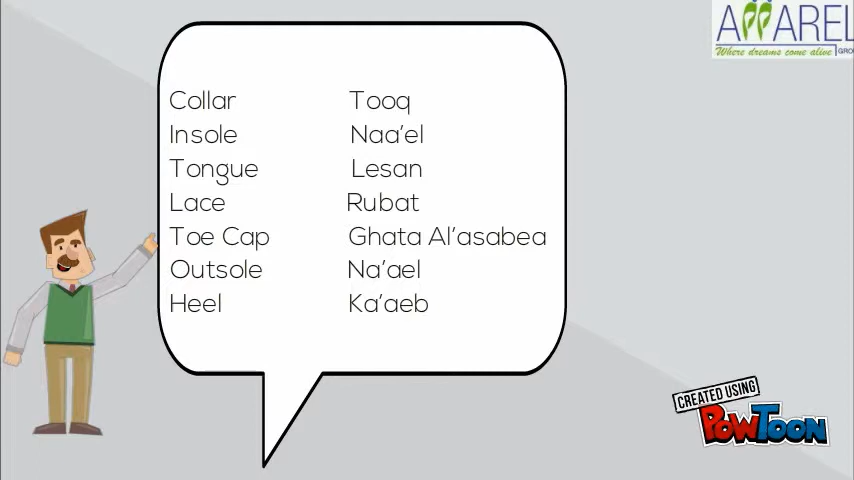 APPAREL
Where dreams come alive GRO
Collar Tooq
Insole Naa'el
Tongue Lesan
Lace Rubat
Toe Cap Ghata Al'asabea
Outsole Na'ael
Heel Ka'aeb
CREATED USING
POWTOON